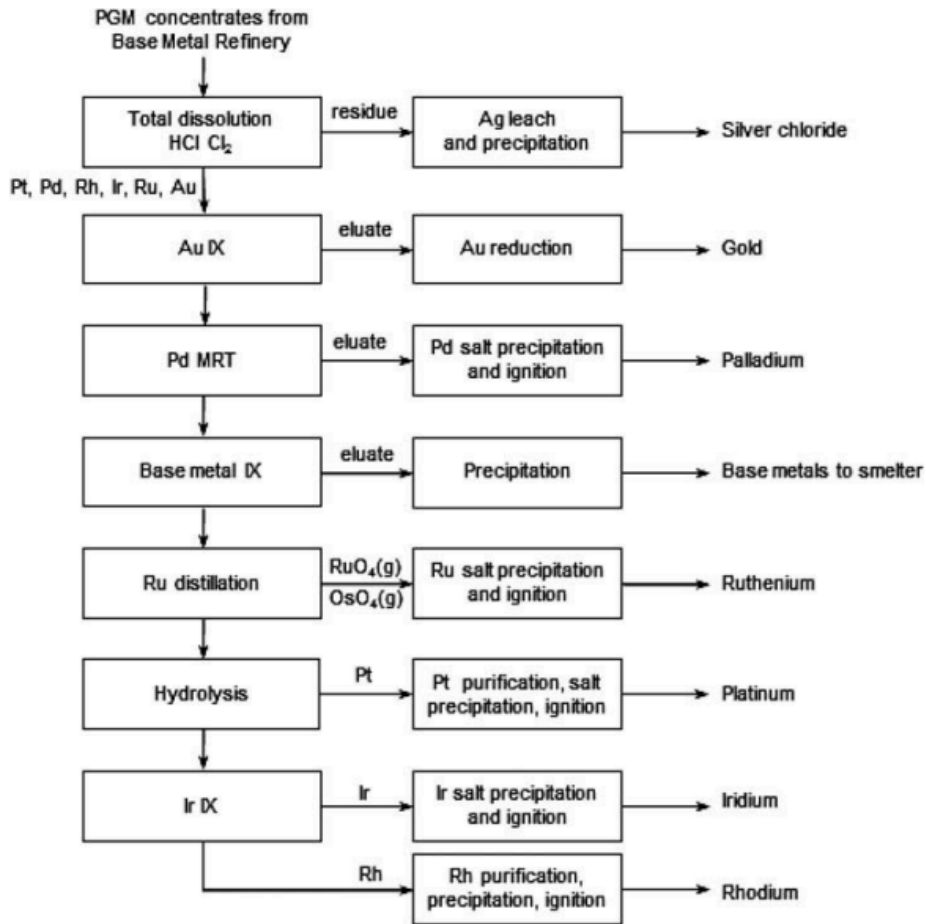 PGM concentrates from
Base Metal Refinery
Total dissolution
HCl Cl₂
residue
Ag leach
and precipitation
Silver chloride
Pt, Pd, Rh, Ir, Ru, Au
Au IX
eluate
Au reduction
Gold
Pd MRT
eluate
Pd salt precipitation
and ignition
Palladium
Base metal IX
eluate
Precipitation
Base metals to smelter
Ru distillation
RuO₄(g)
OsO₄(g)
Ru salt precipitation
and ignition
Ruthenium
Hydrolysis
Pt
Pt purification, salt
precipitation, ignition
Platinum
Ir IX
Ir
Ir salt precipitation
and ignition
Iridium
Rh
Rh purification,
precipitation, ignition
Rhodium